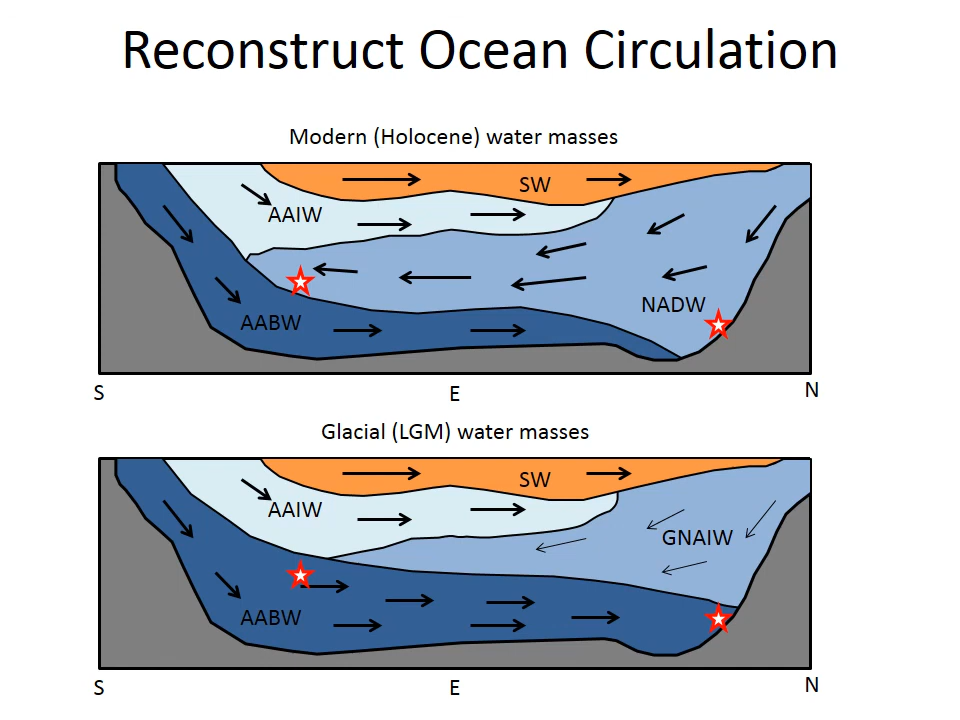 Reconstruct Ocean Circulation
Modern (Holocene) water masses
SW
AAIW
NADW
AABW
S
E
N
Glacial (LGM) water masses
SW
AAIW
GNAIW
AABW
S
E
N